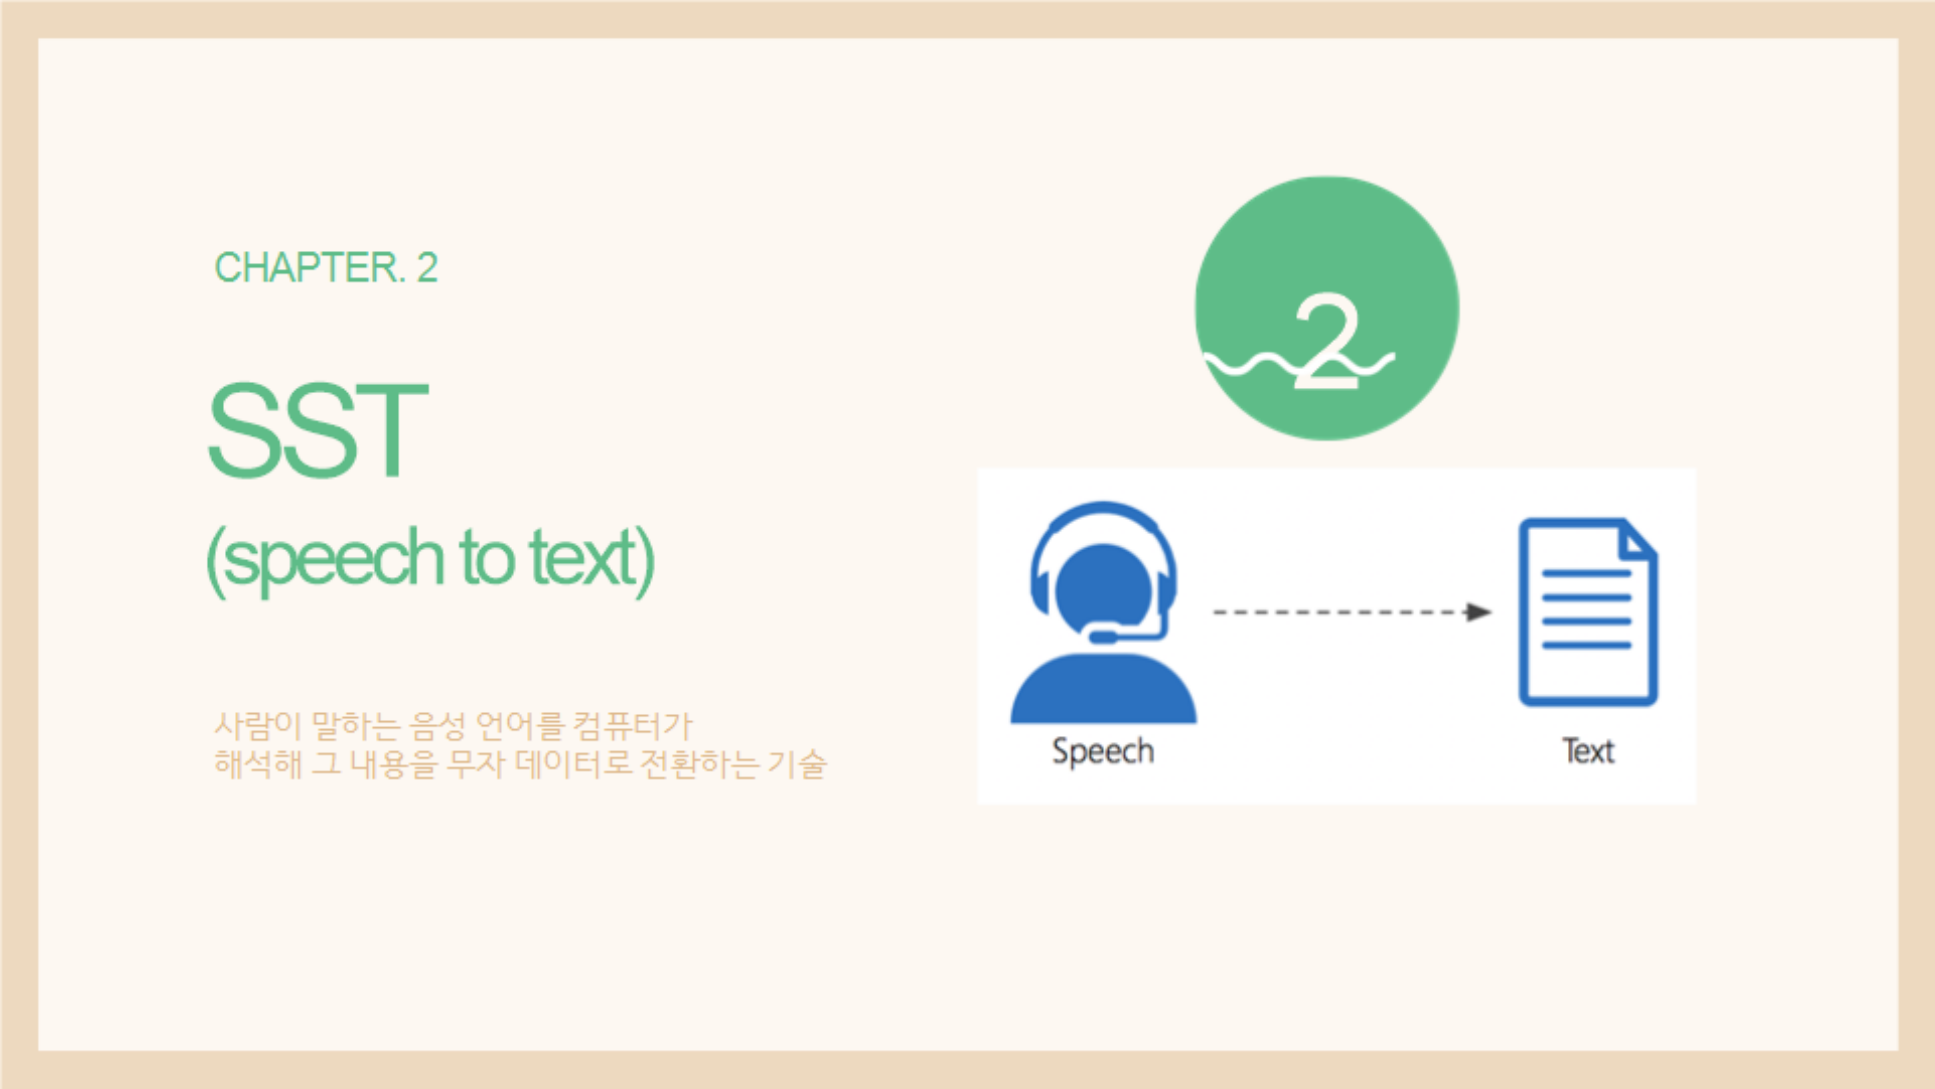 CHAPTER. 2
SST
(speech to text)
사람이 말하는 음성 언어를 컴퓨터가
해석해 그 내용을 무자 데이터로 전환하는 기술
2
Speech
Text